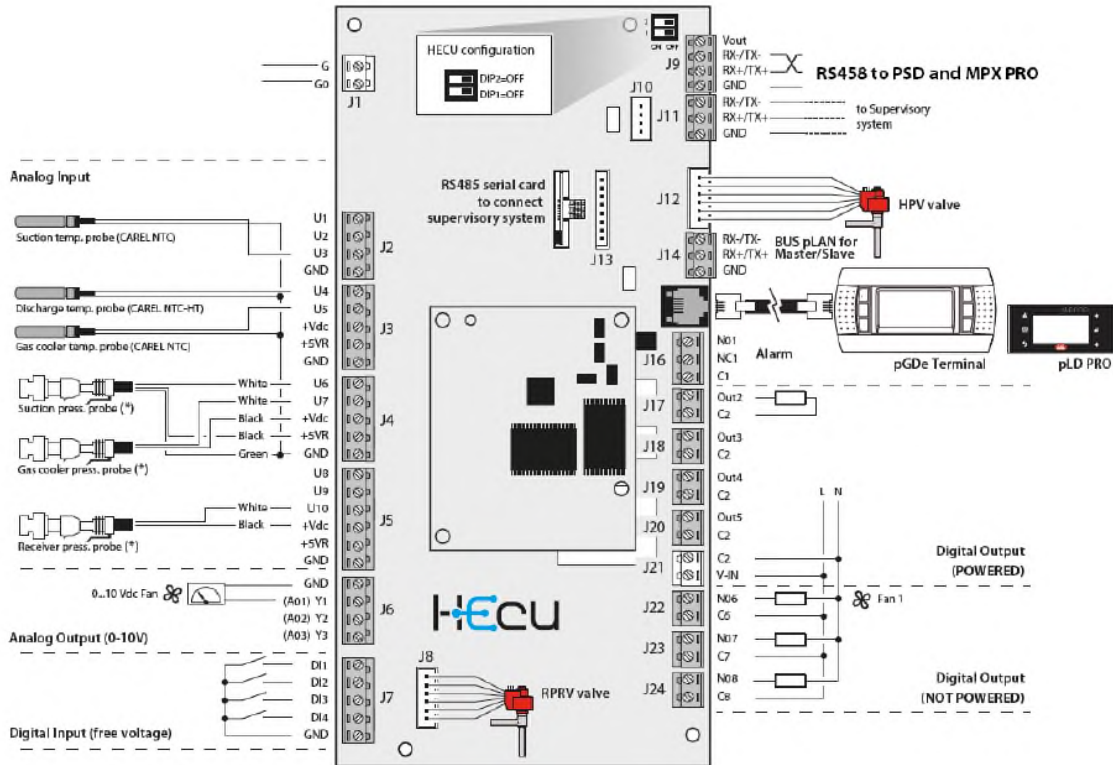 HECU configuration
DIP2=OFF
DIP1=OFF
2
1
ON OFF
G
G0
J1
Analog Input
Suction temp. probe (CAREL NTC)
Discharge temp. probe (CAREL NTC-HT)
Gas cooler temp. probe (CAREL NTC)
Suction press. probe (*)
Gas cooler press. probe (*)
Receiver press. probe (*)
U1
U2
U3
GND
J2
U4
U5
+Vdc
+5VR
GND
J3
White U6
White U7
Black +Vdc
Black +5VR
Green GND
J4
U8
U9
White U10
Black +Vdc
+5VR
GND
J5
0...10 Vdc Fan
GND
(A01) Y1
(A02) Y2
(A03) Y3
J6
Analog Output (0-10V)
DI1
DI2
DI3
DI4
GND
J7
Digital Input (free voltage)
J8
RPRV valve
HECU
RS485 serial card
to connect
supervisory system
J13
J10
J9
Vout
RX-/TX-
RX+/TX+
GND
RS458 to PSD and MPX PRO
J11
RX-/TX-
RX+/TX+
GND
to Supervisory
system
J12
HPV valve
J14
RX-/TX-
RX+/TX+
GND
BUS pLAN for
Master/Slave
pGDe Terminal
pLD PRO
J16
N01
NC1
C1
Alarm
J17
Out2
C2
J18
Out3
C2
J19
Out4
C2
J20
Out5
C2
J21
C2
V-IN
L N
Digital Output
(POWERED)
J22
N06
C6
Fan 1
J23
N07
C7
J24
N08
C8
Digital Output
(NOT POWERED)